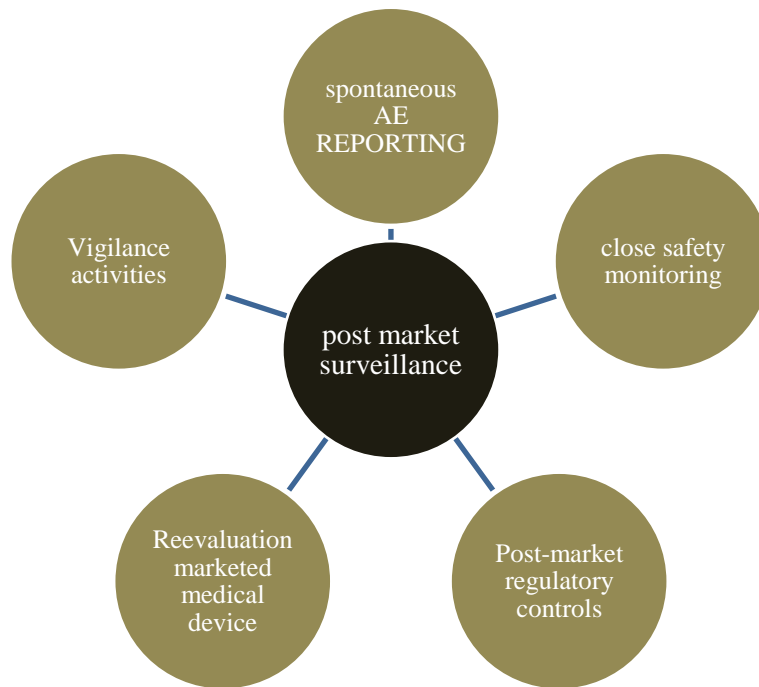 spontaneous
AE
REPORTING
Vigilance
activities
close safety
monitoring
post market
surveillance
Reevaluation
marketed
medical
device
Post-market
regulatory
controls